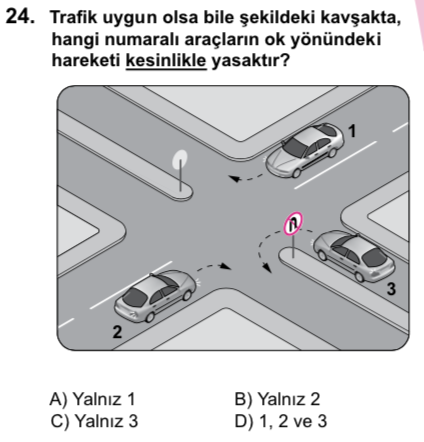 24. Trafik uygun olsa bile şekildeki kavşakta,
hangi numaralı araçların ok yönündeki
hareketi kesinlikle yasaktır?
1
3
2
A) Yalnız 1 B) Yalnız 2
C) Yalnız 3 D) 1, 2 ve 3